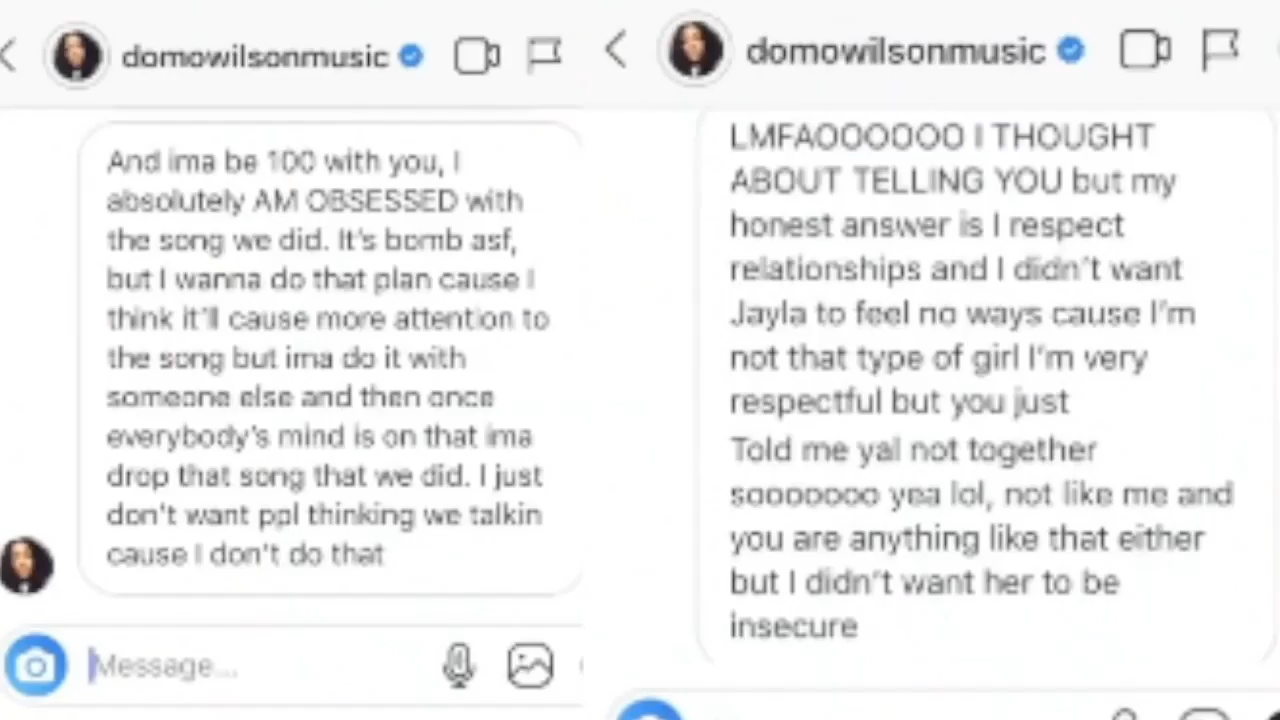 domowilsonmusic
And ima be 100 with you, I
absolutely AM OBSESSED with
the song we did. It's bomb asf,
but I wanna do that plan cause I
think it'll cause more attention to
the song but ima do it with
someone else and then once
everybody's mind is on that ima
drop that song that we did. I just
don't want ppl thinking we talkin
cause I don't do that
Message...
domowilsonmusic
LMFAOOOOOO I THOUGHT
ABOUT TELLING YOU but my
honest answer is I respect
relationships and I didn't want
Jayla to feel no ways cause I'm
not that type of girl I'm very
respectful but you just
Told me yal not together
sooooooo yea lol, not like me and
you are anything like that either
but I didn't want her to be
insecure